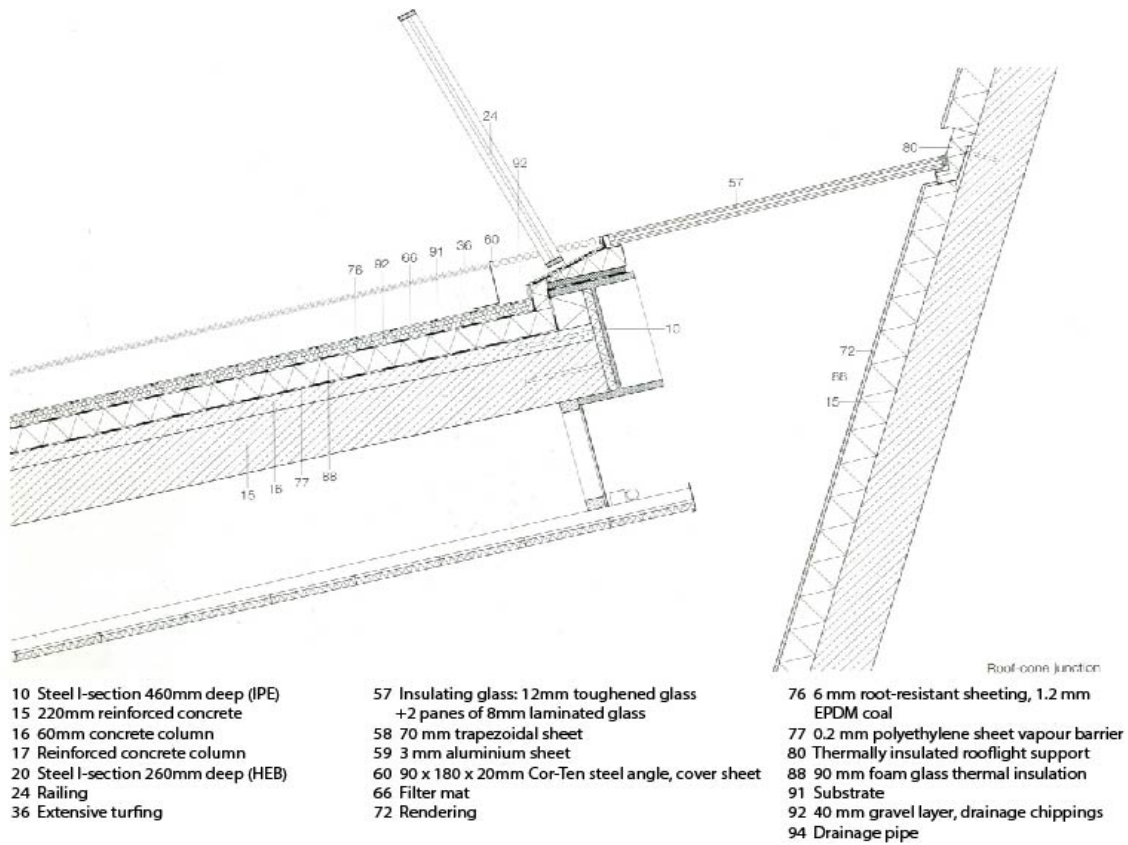 24
92
80
57
60
36
91
66
92
76
10
72
88
15
15
16
77
88
Roof-cone junction
10 Steel I-section 460mm deep (IPE)
15 220mm reinforced concrete
16 60mm concrete column
17 Reinforced concrete column
20 Steel I-section 260mm deep (HEB)
24 Railing
36 Extensive turfing
57 Insulating glass: 12mm toughened glass
+2 panes of 8mm laminated glass
58 70 mm trapezoidal sheet
59 3 mm aluminium sheet
60 90 x 180 x 20mm Cor-Ten steel angle, cover sheet
66 Filter mat
72 Rendering
76 6 mm root-resistant sheeting, 1.2 mm
EPDM coal
77 0.2 mm polyethylene sheet vapour barrier
80 Thermally insulated rooflight support
88 90 mm foam glass thermal insulation
91 Substrate
92 40 mm gravel layer, drainage chippings
94 Drainage pipe